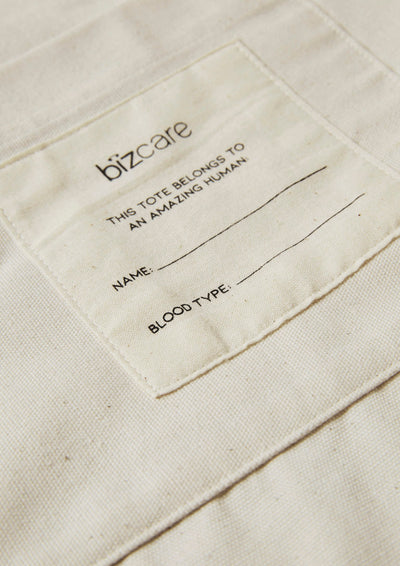 bizcare
THIS TOTE BELONGS TO
AN AMAZING HUMAN:
NAME:
BLOOD TYPE: